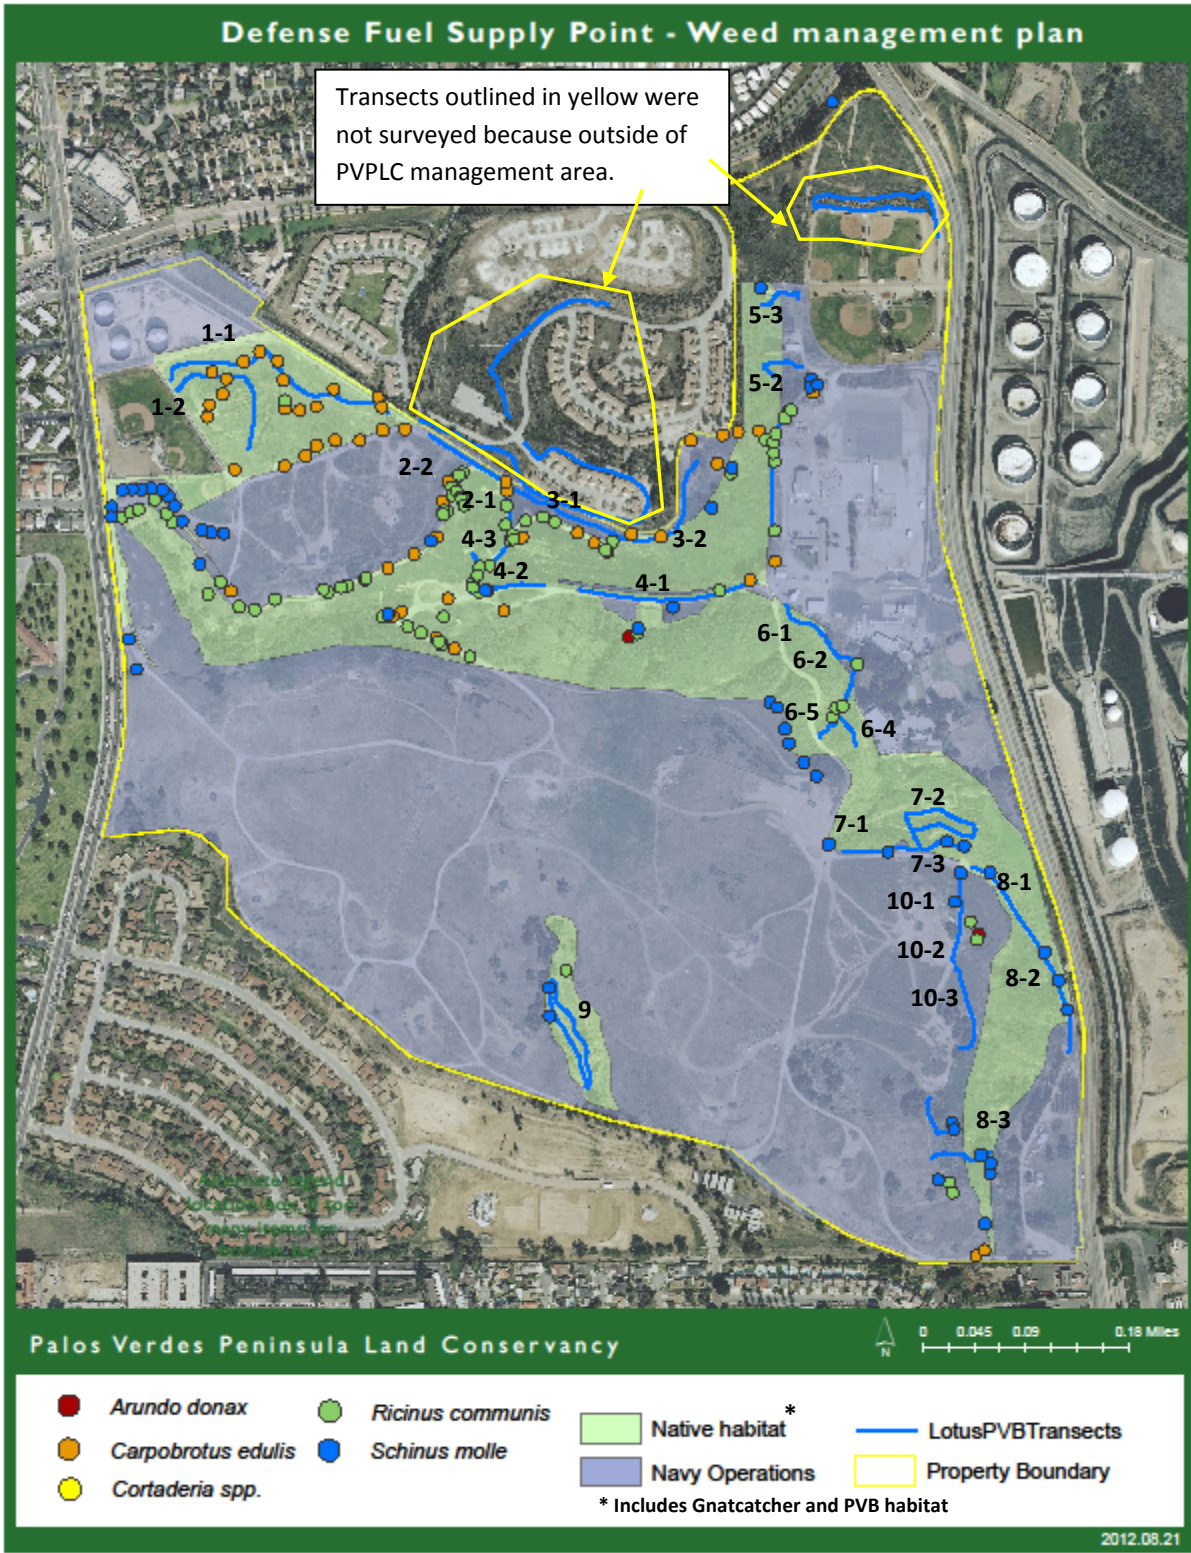 Defense Fuel Supply Point - Weed management plan
Transects outlined in yellow were
not surveyed because outside of
PVPLC management area.
1-1
5-3
5-2
1-2
2-2
2-1
3-1
4-3
3-2
4-2
4-1
6-1
6-2
6-5
6-4
7-2
7-1
7-3
8-1
10-1
10-2
8-2
10-3
9
8-3
Palos Verdes Peninsula Land Conservancy
N
0 0.045 0.09 0.18 Miles
Arundo donax
Carpobrotus edulis
Cortaderia spp.
Ricinus communis
Schinus molle
Native habitat *
Navy Operations
LotusPVBTransects
Property Boundary
* Includes Gnatcatcher and PVB habitat
2012.08.21